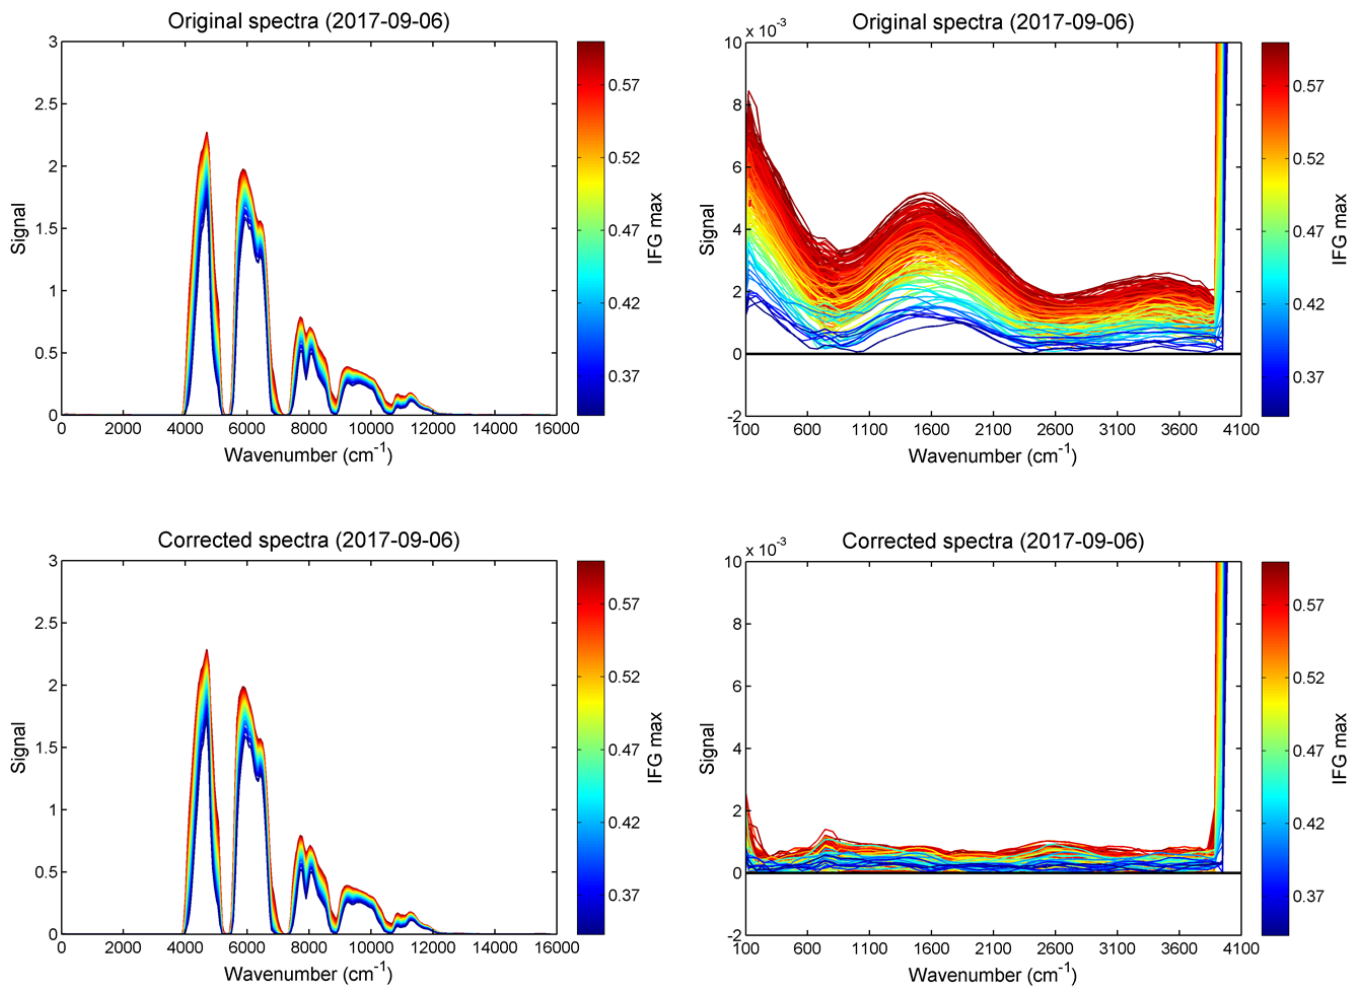 Original spectra (2017-09-06)
3
2.5
2
1.5
1
0.5
0
0 2000 4000 6000 8000 10000 12000 14000 16000
Signal
Wavenumber (cm-1)
0.57
0.52
0.47
0.42
0.37
IFG max
Original spectra (2017-09-06)
x 10-3
10
8
6
4
2
0
-2
100 600 1100 1600 2100 2600 3100 3600 4100
Signal
Wavenumber (cm-1)
0.57
0.52
0.47
0.42
0.37
IFG max
Corrected spectra (2017-09-06)
3
2.5
2
1.5
1
0.5
0
0 2000 4000 6000 8000 10000 12000 14000 16000
Signal
Wavenumber (cm-1)
0.57
0.52
0.47
0.42
0.37
IFG max
Corrected spectra (2017-09-06)
x 10-3
10
8
6
4
2
0
-2
100 600 1100 1600 2100 2600 3100 3600 4100
Signal
Wavenumber (cm-1)
0.57
0.52
0.47
0.42
0.37
IFG max